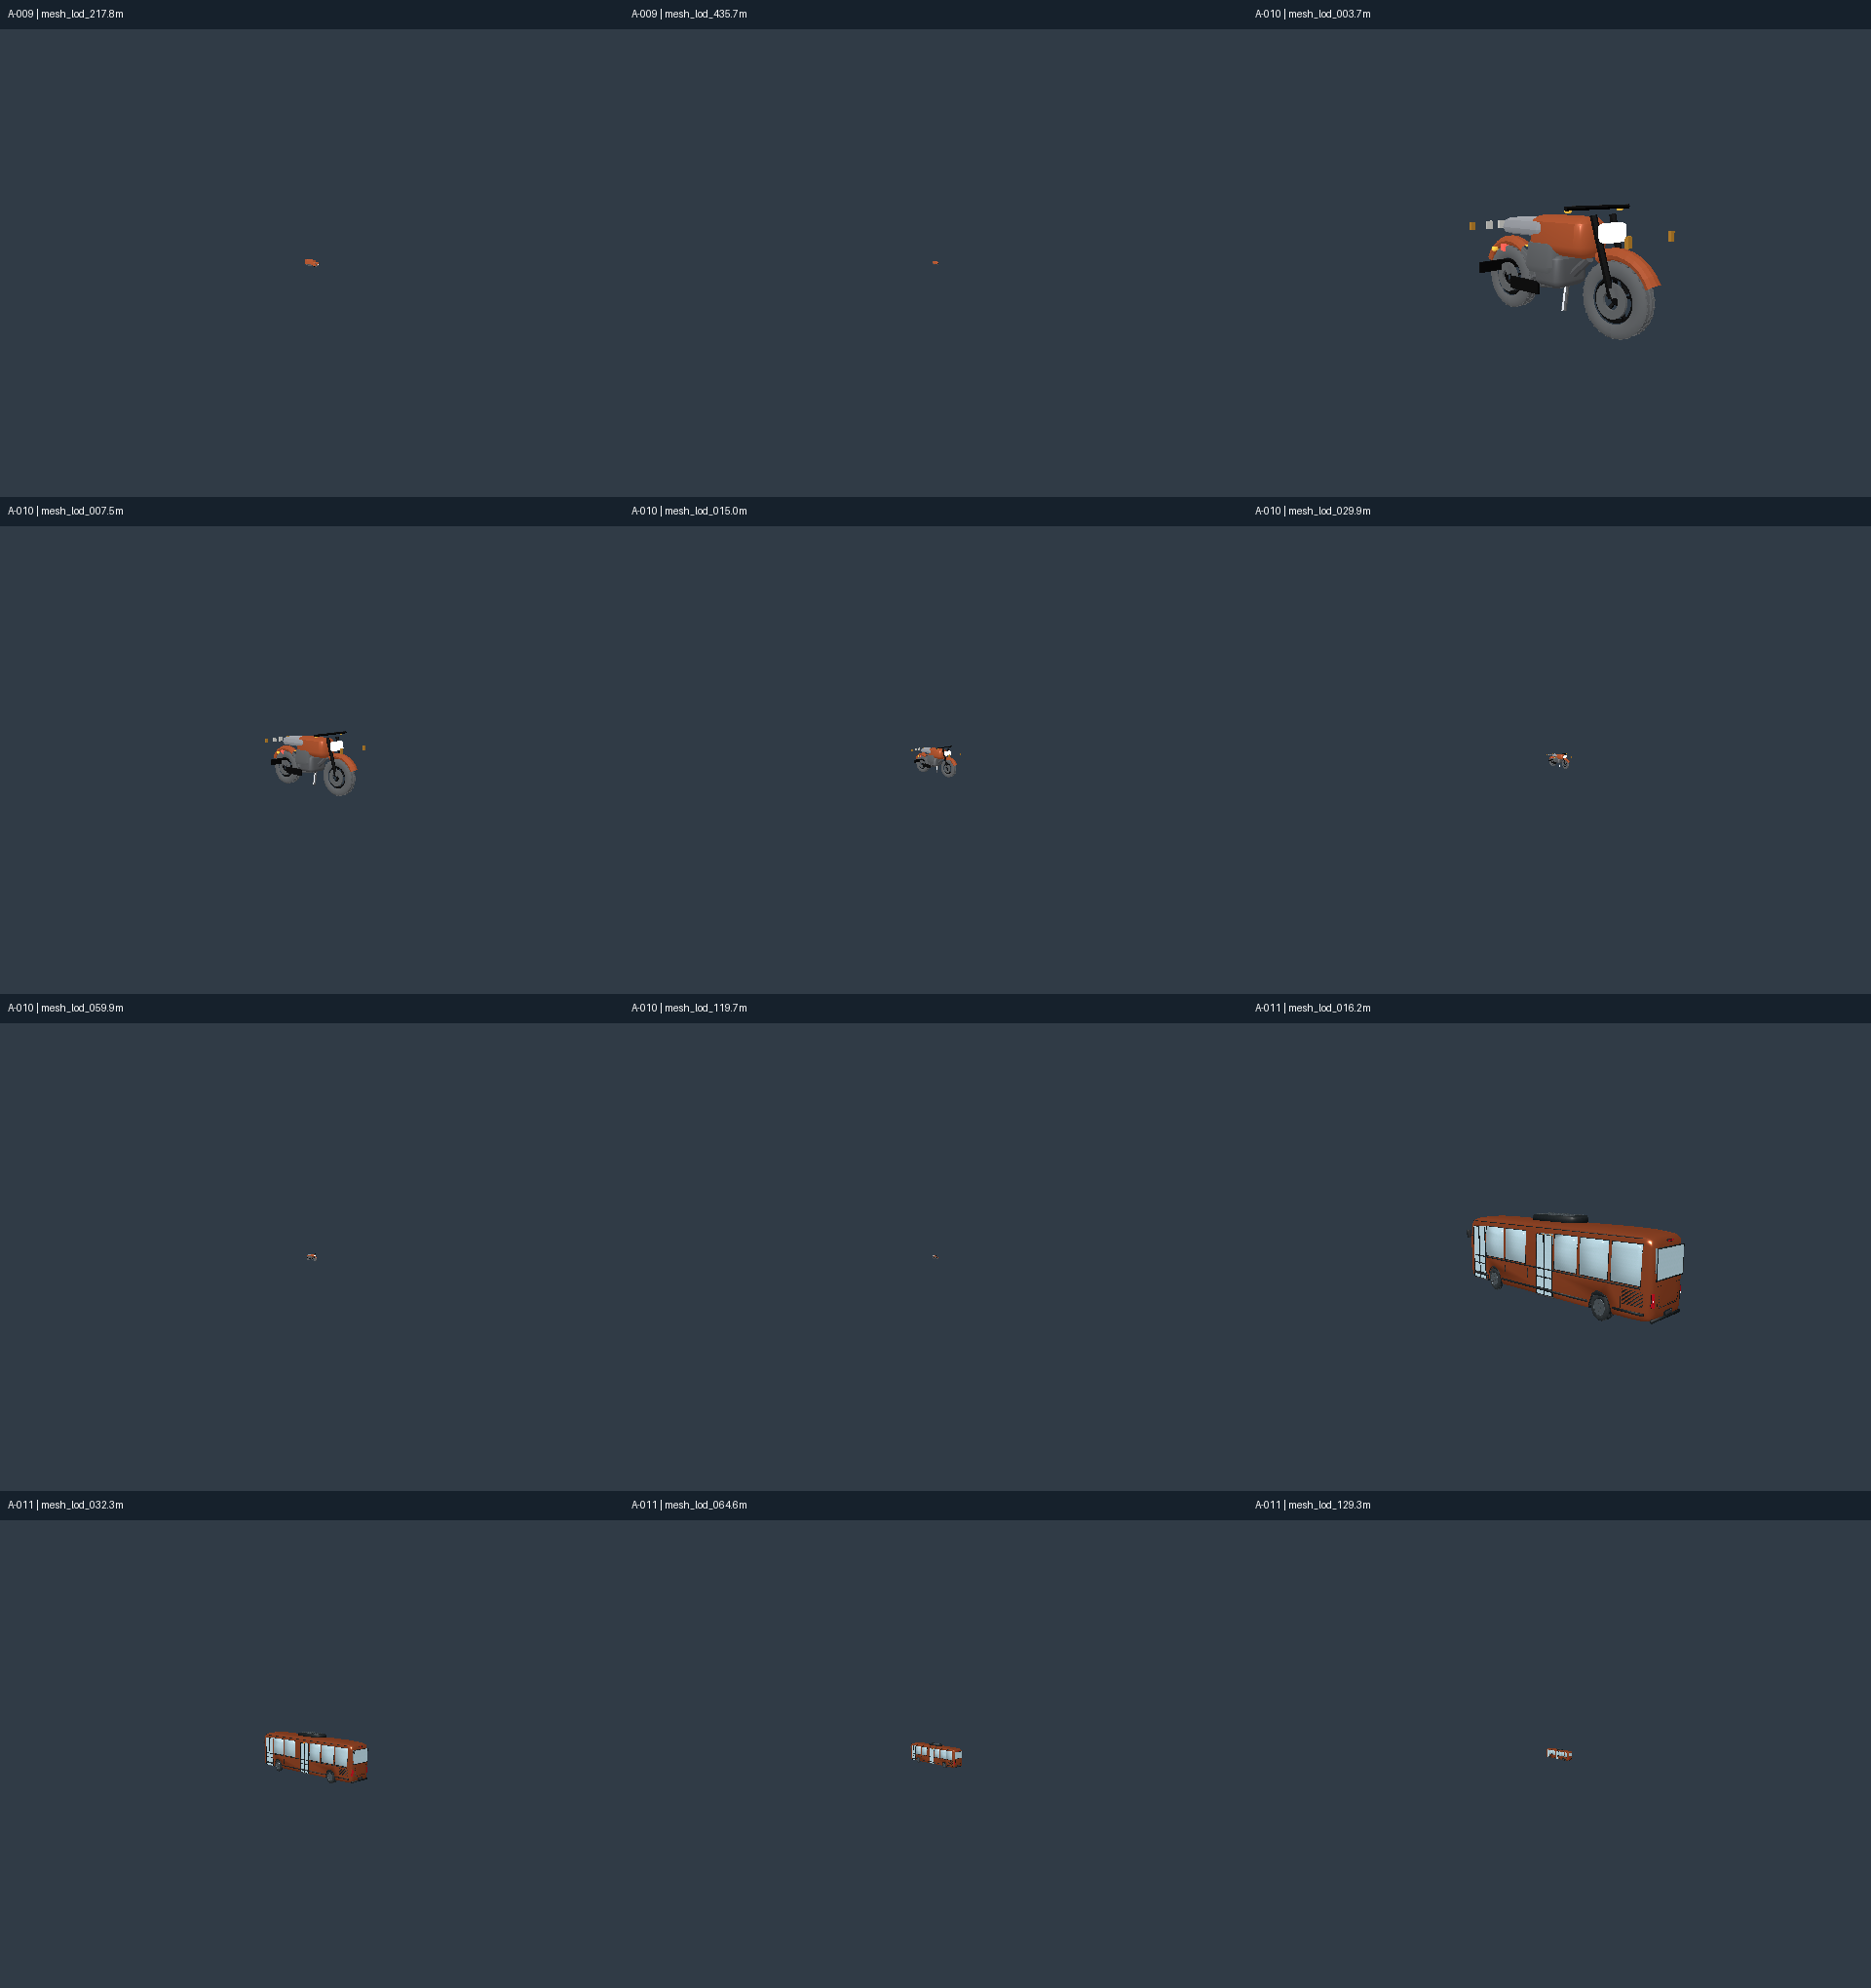 A-009 | mesh_lod_217.8m
A-009 | mesh_lod_435.7m
A-010 | mesh_lod_003.7m
A-010 | mesh_lod_007.5m
A-010 | mesh_lod_015.0m
A-010 | mesh_lod_029.9m
A-010 | mesh_lod_059.9m
A-010 | mesh_lod_119.7m
A-011 | mesh_lod_016.2m
A-011 | mesh_lod_032.3m
A-011 | mesh_lod_064.6m
A-011 | mesh_lod_129.3m